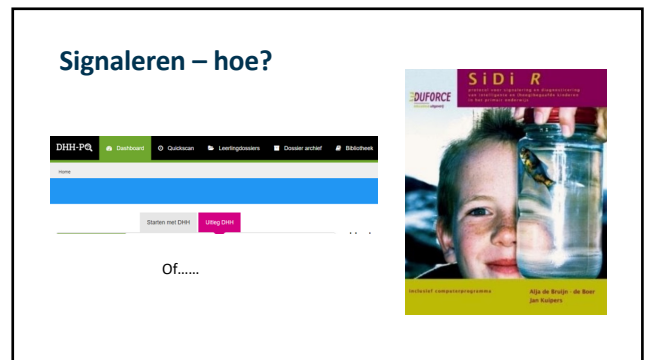 Signaleren – hoe?
DHH-PO
Dashboard
Quickscan
Leerlingdossiers
Dossier archief
Bibliotheek
Home
Starten met DHH
Uitleg DHH
Of……
SiDi R
protocol voor signalering en diagnosticering
van intelligente en (hoog)begaafde kinderen
in het primair onderwijs
EDUFORCE
inclusief computerprogramma
Alja de Bruijn - de Boer
Jan Kuipers